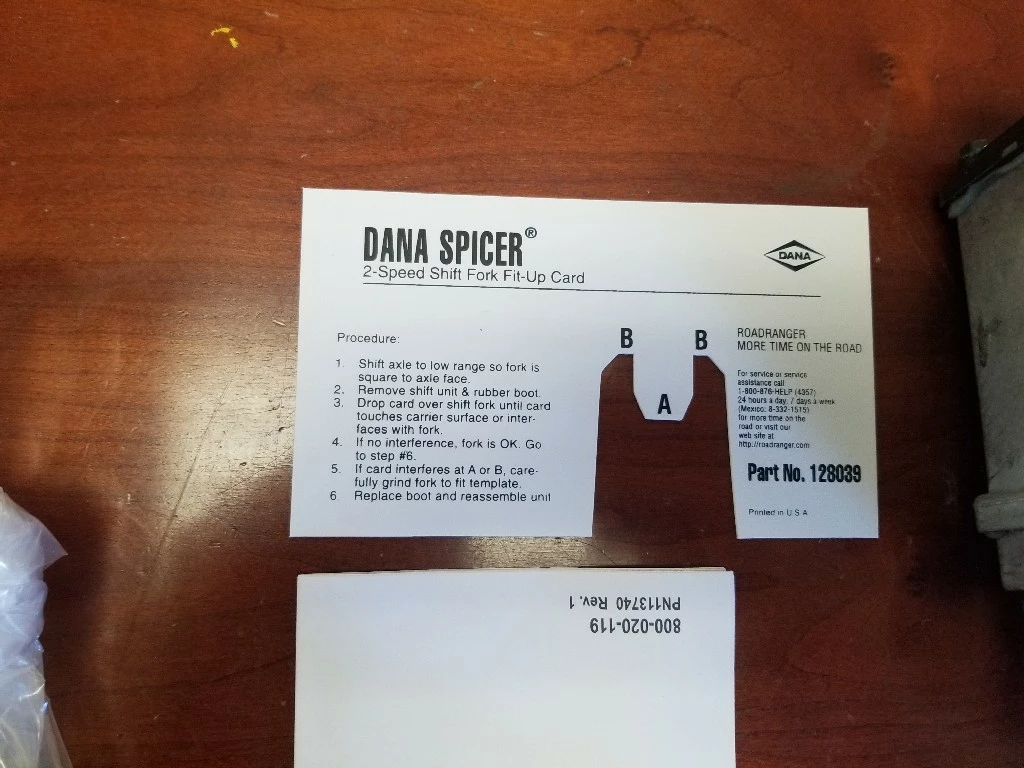 DANA SPICER®
2-Speed Shift Fork Fit-Up Card
DANA
Procedure:
1. Shift axle to low range so fork is
square to axle face.
2. Remove shift unit & rubber boot.
3. Drop card over shift fork until card
touches carrier surface or inter-
faces with fork.
4. If no interference, fork is OK. Go
to step #6.
5. If card interferes at A or B, care-
fully grind fork to fit template.
6. Replace boot and reassemble unit
B B
A
ROADRANGER
MORE TIME ON THE ROAD
For service or service
assistance call
1-800-876-HELP (4357)
24 hours a day, 7 days a week
(Mexico: 8-332-1515)
for more time on the
road or visit our
web site at
http://roadranger.com
Part No. 128039
Printed in U.S.A.
800-020-119
PN113740 Rev. 1